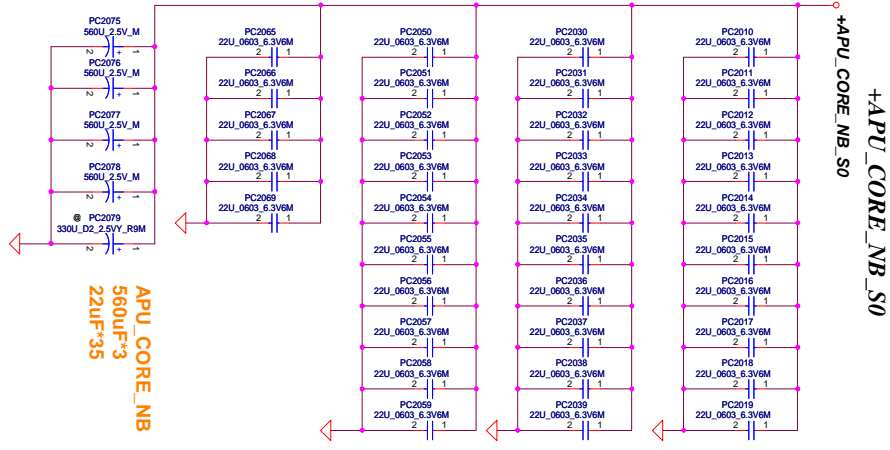 PC2075
560U_2.5V_M
1
2
+
PC2076
560U_2.5V_M
1
2
+
PC2077
560U_2.5V_M
1
2
+
PC2078
560U_2.5V_M
1
2
+
@ PC2079
330U_D2_2.5VY_R9M
1
2
+
PC2065
22U_0603_6.3V6M
2 1
PC2066
22U_0603_6.3V6M
2 1
PC2067
22U_0603_6.3V6M
2 1
PC2068
22U_0603_6.3V6M
2 1
PC2069
22U_0603_6.3V6M
2 1
PC2050
22U_0603_6.3V6M
2 1
PC2051
22U_0603_6.3V6M
2 1
PC2052
22U_0603_6.3V6M
2 1
PC2053
22U_0603_6.3V6M
2 1
PC2054
22U_0603_6.3V6M
2 1
PC2055
22U_0603_6.3V6M
2 1
PC2056
22U_0603_6.3V6M
2 1
PC2057
22U_0603_6.3V6M
2 1
PC2058
22U_0603_6.3V6M
2 1
PC2059
22U_0603_6.3V6M
2 1
PC2030
22U_0603_6.3V6M
2 1
PC2031
22U_0603_6.3V6M
2 1
PC2032
22U_0603_6.3V6M
2 1
PC2033
22U_0603_6.3V6M
2 1
PC2034
22U_0603_6.3V6M
2 1
PC2035
22U_0603_6.3V6M
2 1
PC2036
22U_0603_6.3V6M
2 1
PC2037
22U_0603_6.3V6M
2 1
PC2038
22U_0603_6.3V6M
2 1
PC2039
22U_0603_6.3V6M
2 1
PC2010
22U_0603_6.3V6M
2 1
PC2011
22U_0603_6.3V6M
2 1
PC2012
22U_0603_6.3V6M
2 1
PC2013
22U_0603_6.3V6M
2 1
PC2014
22U_0603_6.3V6M
2 1
PC2015
22U_0603_6.3V6M
2 1
PC2016
22U_0603_6.3V6M
2 1
PC2017
22U_0603_6.3V6M
2 1
PC2018
22U_0603_6.3V6M
2 1
PC2019
22U_0603_6.3V6M
2 1
+APU_CORE_NB_S0
+APU_CORE_NB_S0
APU_CORE_NB
560uF*3
22uF*35